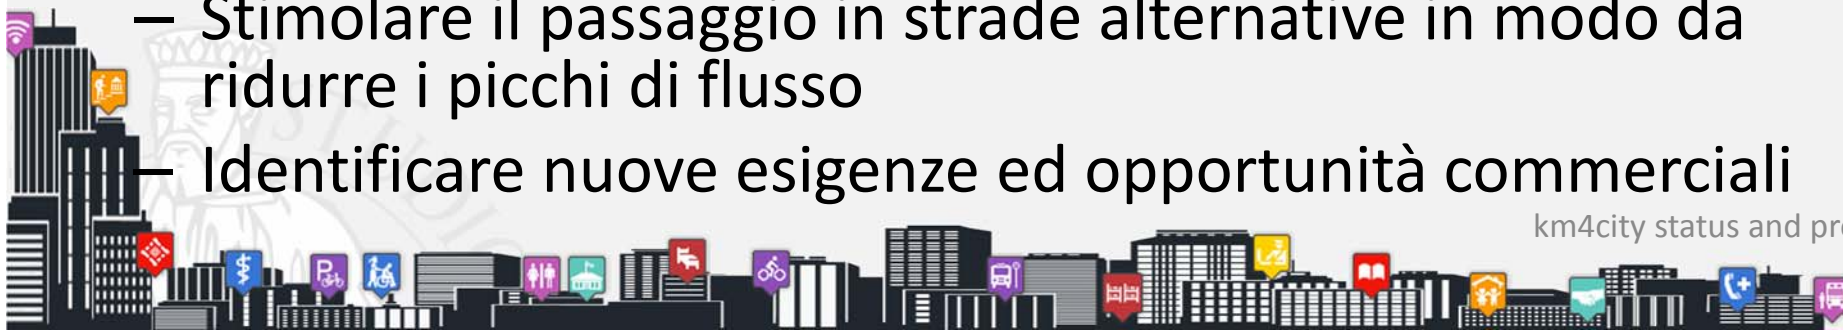 – Stimolare il passaggio in strade alternative in modo da
ridurre i picchi di flusso
– Identificare nuove esigenze ed opportunità commerciali
km4city status and pr
STUDIO